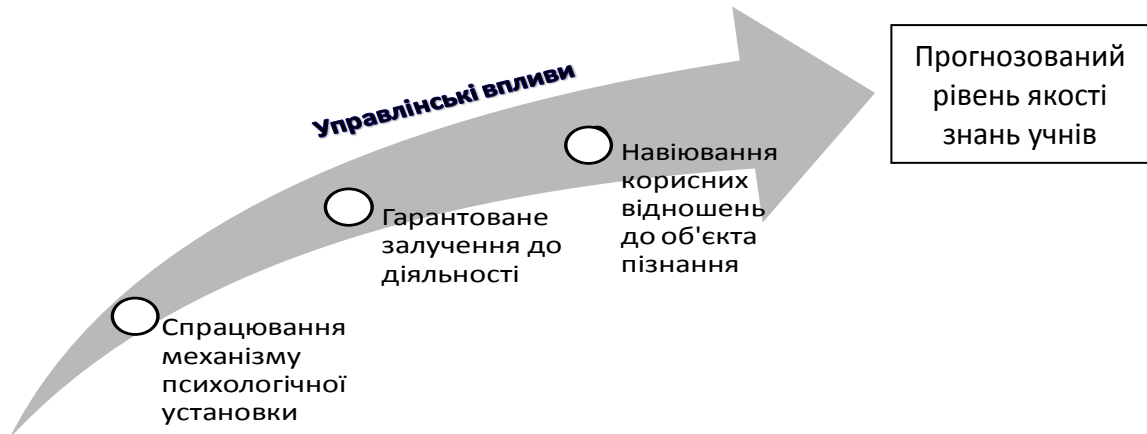 Управлінські впливи
Прогнозований
рівень якості
знань учнів
Навіювання
корисних
відношень
до об'єкта
пізнання
Гарантоване
залучення до
діяльності
Спрацювання
механізму
психологічної
установки